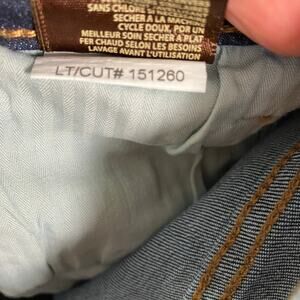 SANS CHLORE
SECHER A LA MACHINE
CYCLE DOUX, POUR UN
MEILLEUR SOIN SECHER A PLAT
FER CHAUD SELON LES BESOINS
LAVAGE AVANT L'UTILISATION
LT/CUT# 151260